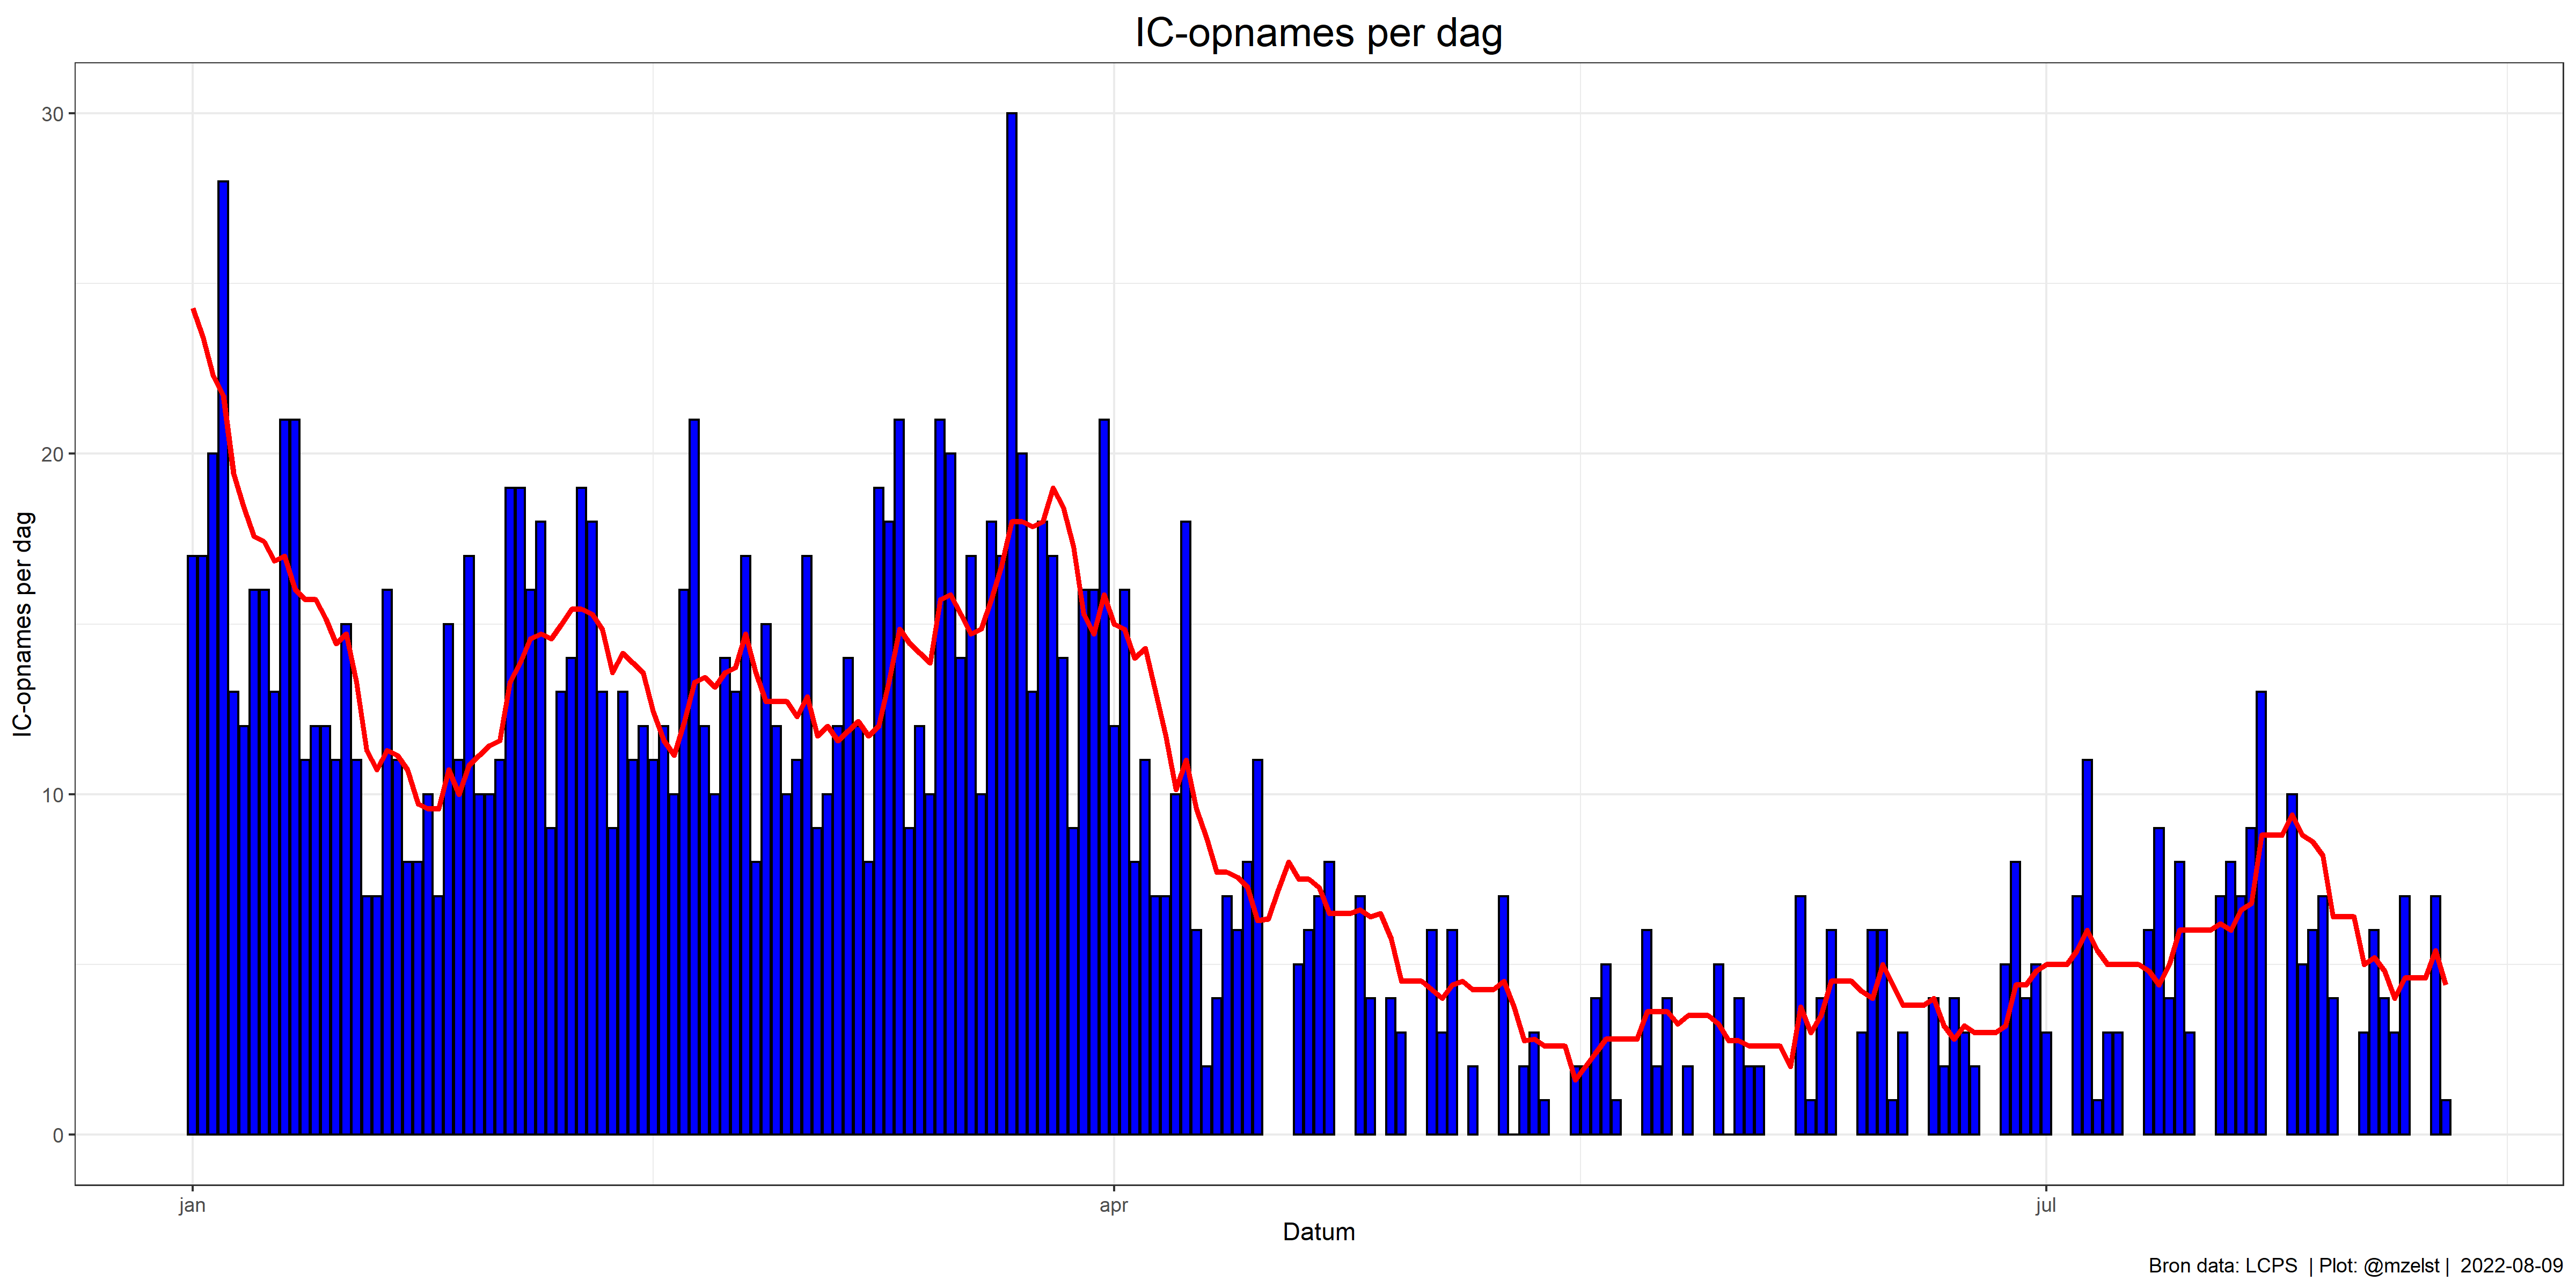 IC-opnames per dag
30
20
10
0
IC-opnames per dag
jan
apr
jul
Datum
Bron data: LCPS | Plot: @mzelst | 2022-08-09